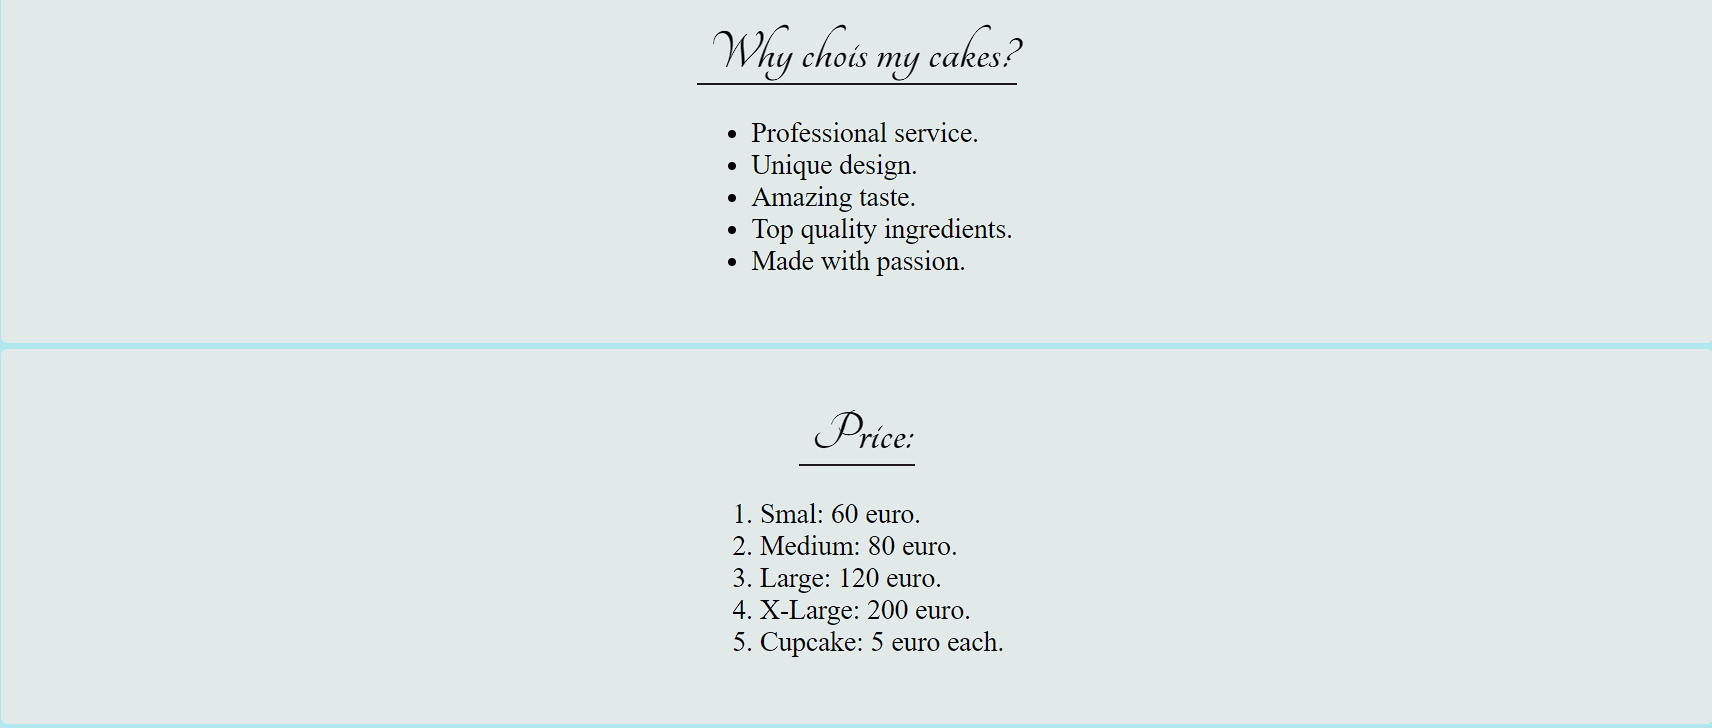 Why chois my cakes?
• Professional service.
• Unique design.
• Amazing taste.
• Top quality ingredients.
• Made with passion.
Price:
1. Smal: 60 euro.
2. Medium: 80 euro.
3. Large: 120 euro.
4. X-Large: 200 euro.
5. Cupcake: 5 euro each.